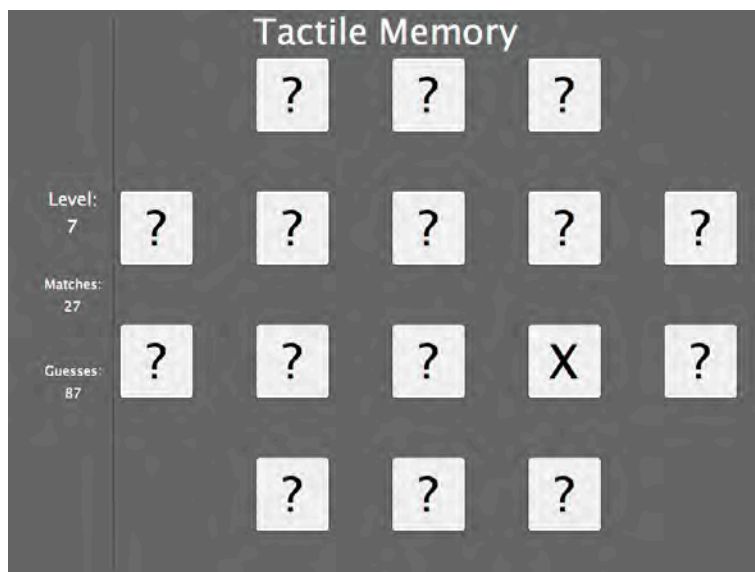 Tactile Memory
? ? ?
Level:
7
? ? ? ? ?
Matches:
27
? ? ? X ?
Guesses:
87
? ? ?